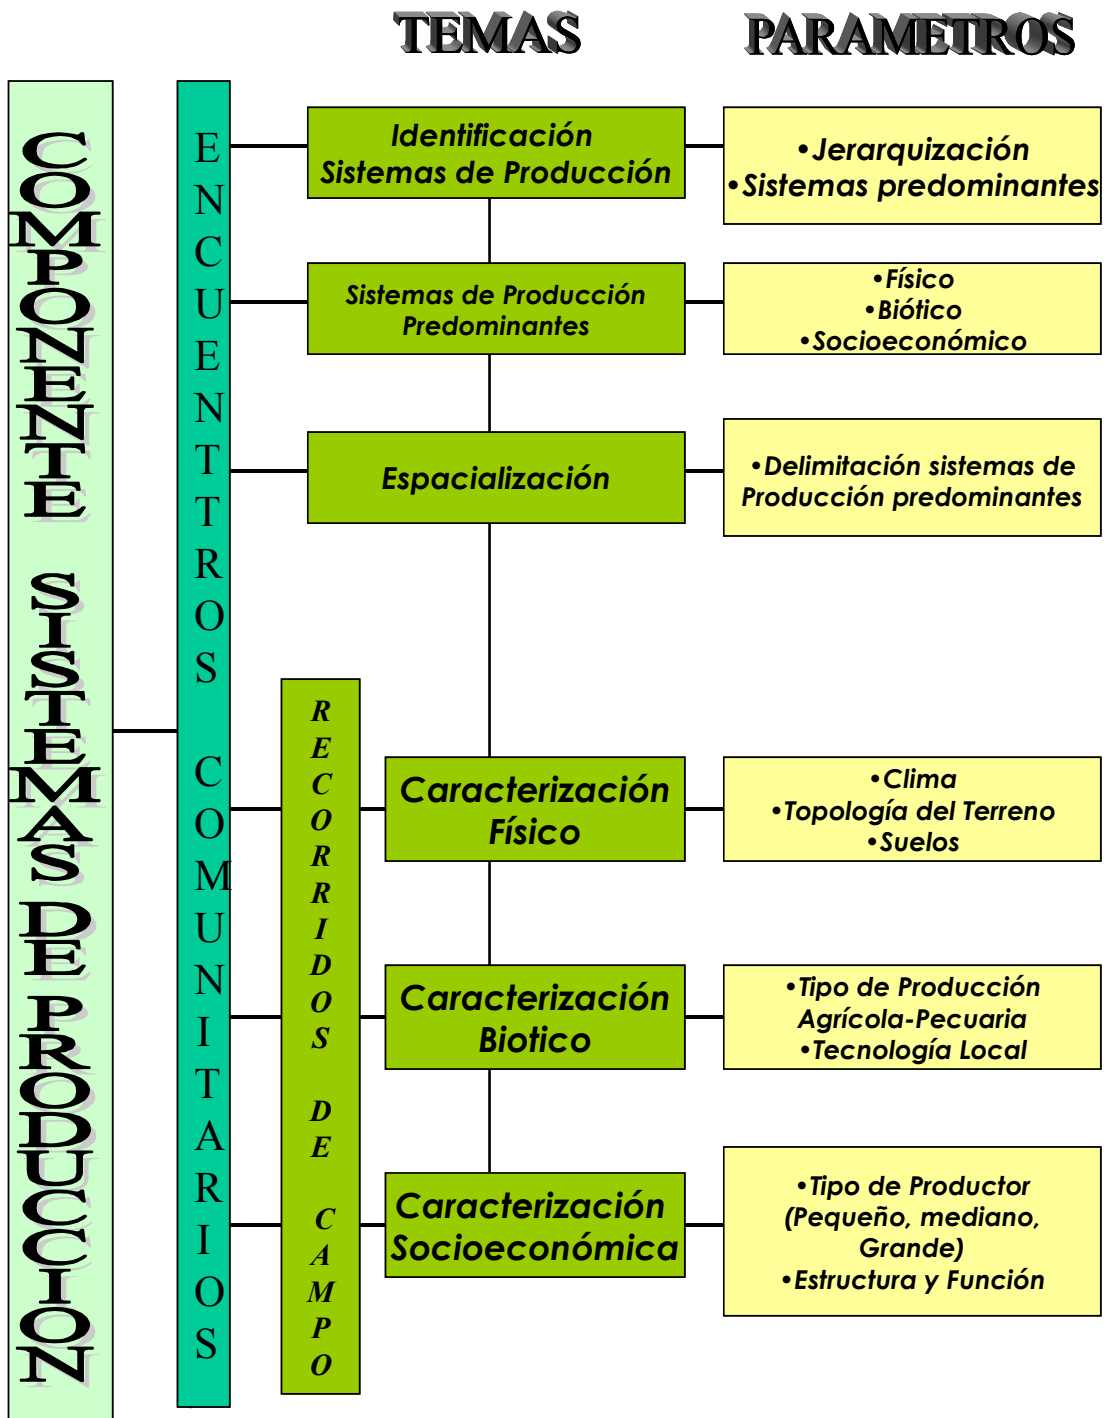 TEMAS
PARAMETROS
COMPONENTE SISTEMAS DE PRODUCCION
ENCUENTTROS COMUNITARIOS
Identificación
Sistemas de Producción
•Jerarquización
•Sistemas predominantes
Sistemas de Producción
Predominantes
•Físico
•Biótico
•Socioeconómico
Espacialización
•Delimitación sistemas de
Producción predominantes
RECORRIDOS DE CAMPO
Caracterización
Físico
•Clima
•Topología del Terreno
•Suelos
Caracterización
Biotico
•Tipo de Producción
Agrícola-Pecuaria
•Tecnología Local
Caracterización
Socioeconómica
•Tipo de Productor
(Pequeño, mediano,
Grande)
•Estructura y Función